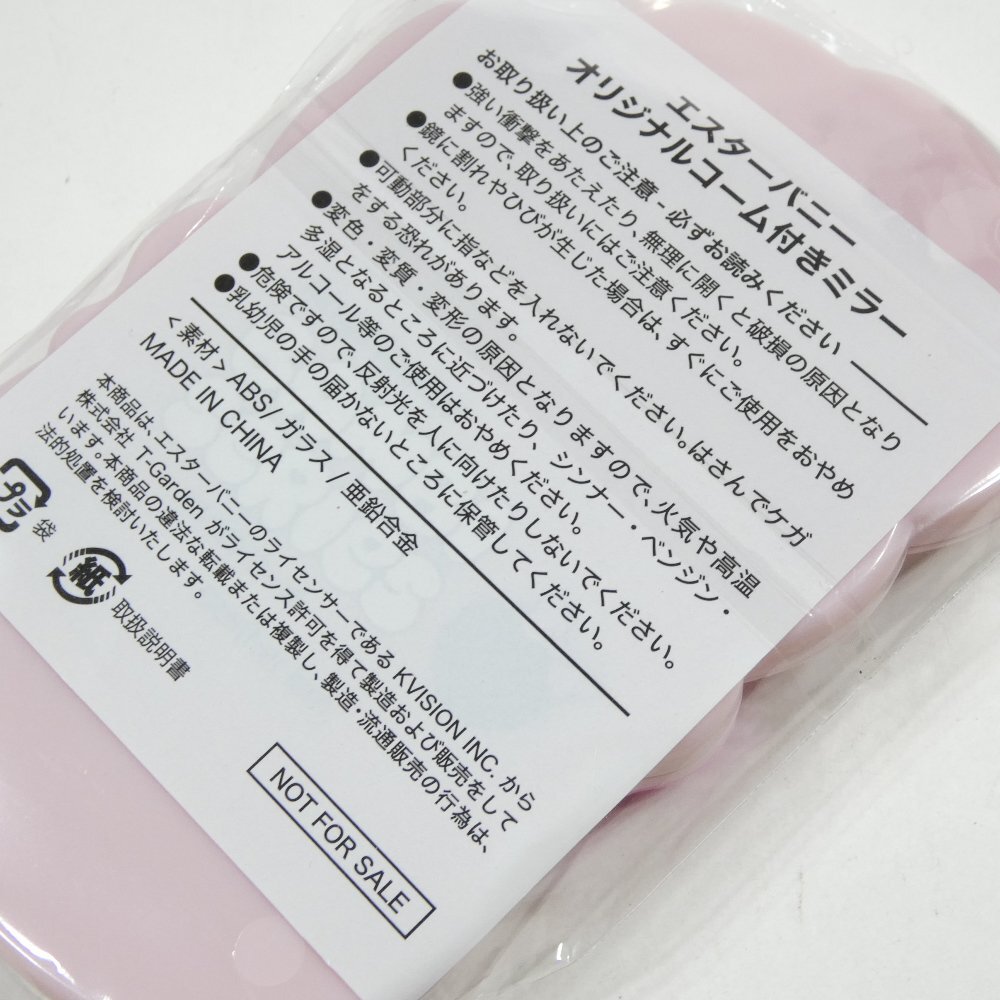 エスターバニー
オリジナルコーム付きミラー
お取り扱い上のご注意 - 必ずお読みください
●強い衝撃をあたえたり、無理に開くと破損の原因となり
ますので、取り扱いにはご注意ください。
●鏡に割れやひびが生じた場合は、すぐにご使用をおやめ
ください。
●可動部分に指などを入れないでください。はさんでケガ
をする恐れがあります。
●変色・変質・変形の原因となりますので、火気や高温
多湿となるところに近づけたり、シンナー・ベンジン・
アルコール等のご使用はおやめください。
●危険ですので、反射光を人に向けたりしないでください。
●乳幼児の手の届かないところに保管してください。
<素材> ABS/ガラス/亜鉛合金
MADE IN CHINA
本商品は、エスターバニーのライセンサーである KVISION INC. から
株式会社 T-Garden がライセンス許可を得て製造および販売をして
います。本商品の違法な転載または複製し、製造・流通販売の行為は、
法的処置を検討いたします。
プラ 袋
紙 取扱説明書
NOT FOR SALE